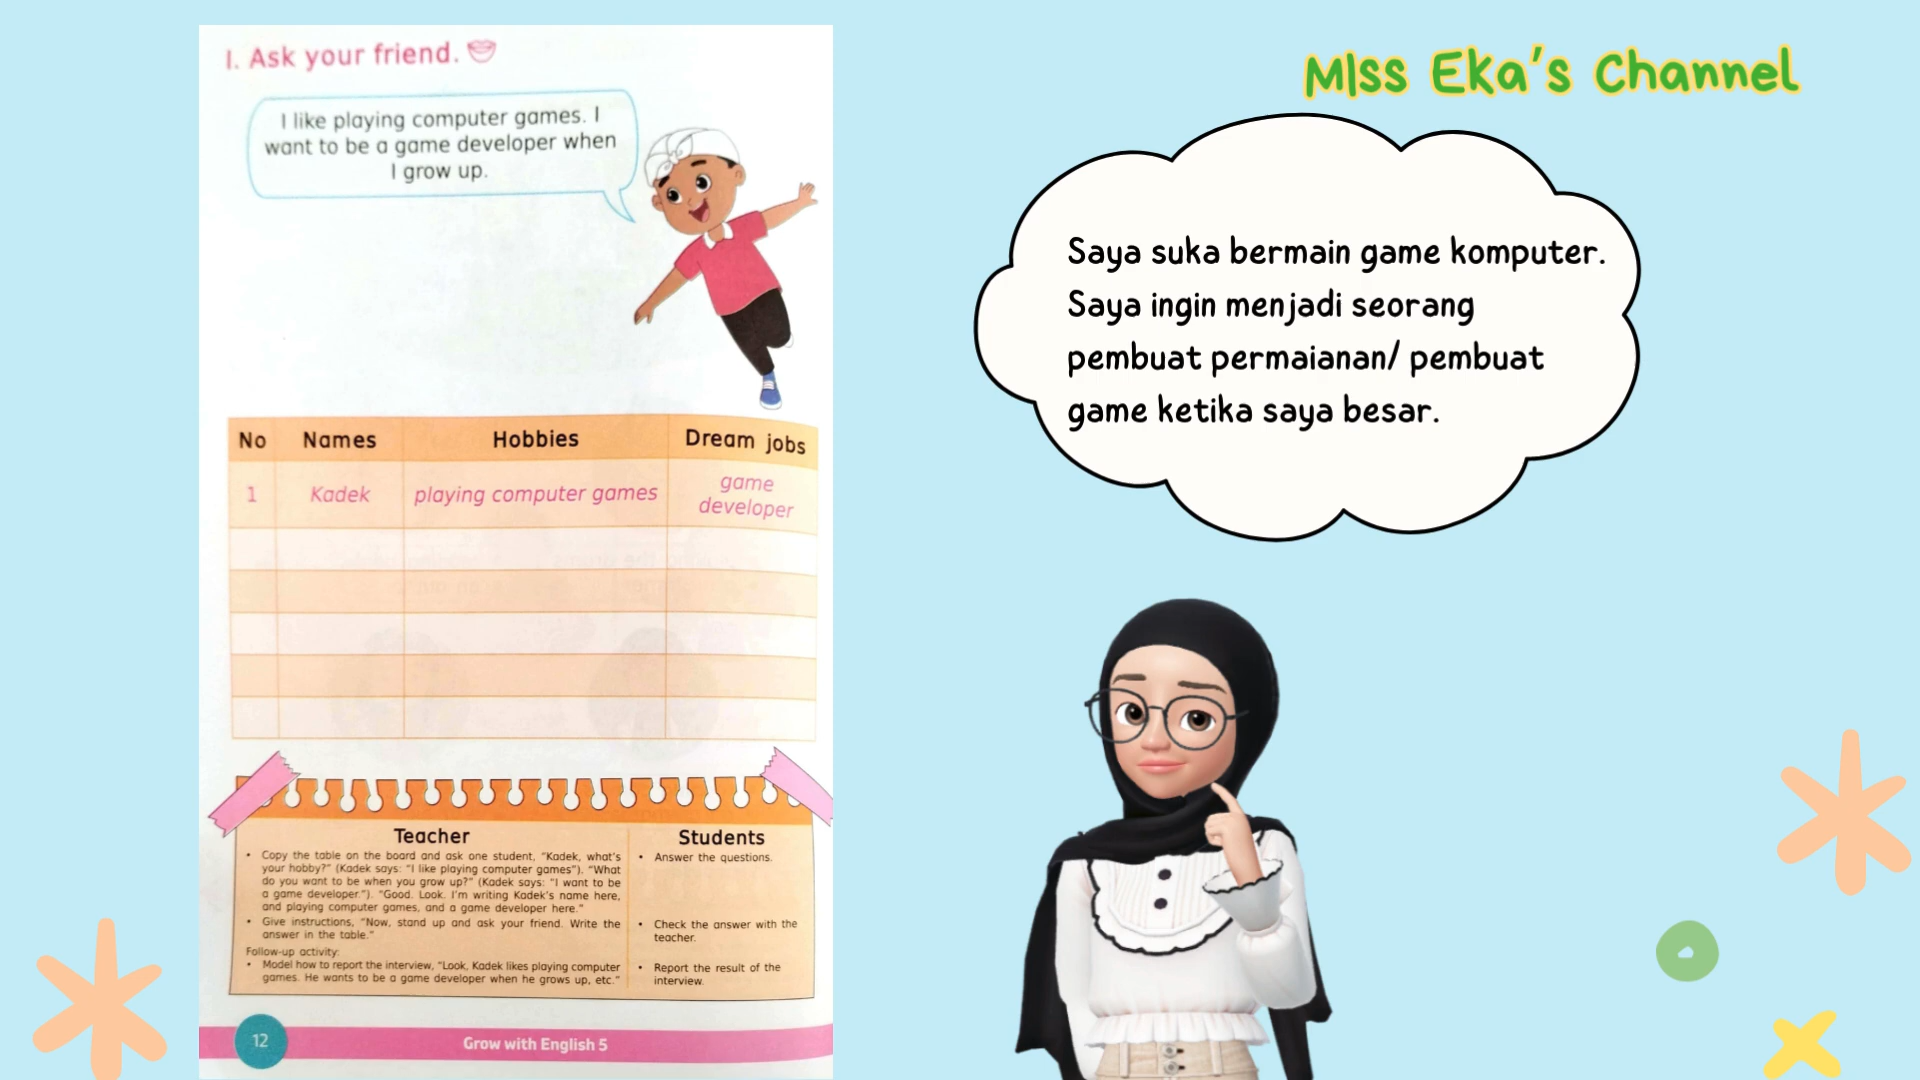 I. Ask your friend.
I like playing computer games. I
want to be a game developer when
I grow up.
No Names Hobbies Dream jobs
1 Kadek playing computer games game
developer
Teacher
• Copy the table on the board and ask one student, “Kadek, what's
your hobby?” (Kadek says: “I like playing computer games”). “What
do you want to be when you grow up?” (Kadek says: “I want to be
a game developer.”). “Good. Look. I'm writing Kadek's name here,
and playing computer games, and a game developer here.”
• Give instructions, “Now, stand up and ask your friend. Write the
answer in the table.”
Follow-up activity:
• Model how to report the interview, “Look, Kadek likes playing computer
games. He wants to be a game developer when he grows up, etc.”
Students
• Answer the questions.
• Check the answer with the
teacher.
• Report the result of the
interview.
12
Grow with English 5
MIss Eka's Channel
Saya suka bermain game komputer.
Saya ingin menjadi seorang
pembuat permaianan/ pembuat
game ketika saya besar.